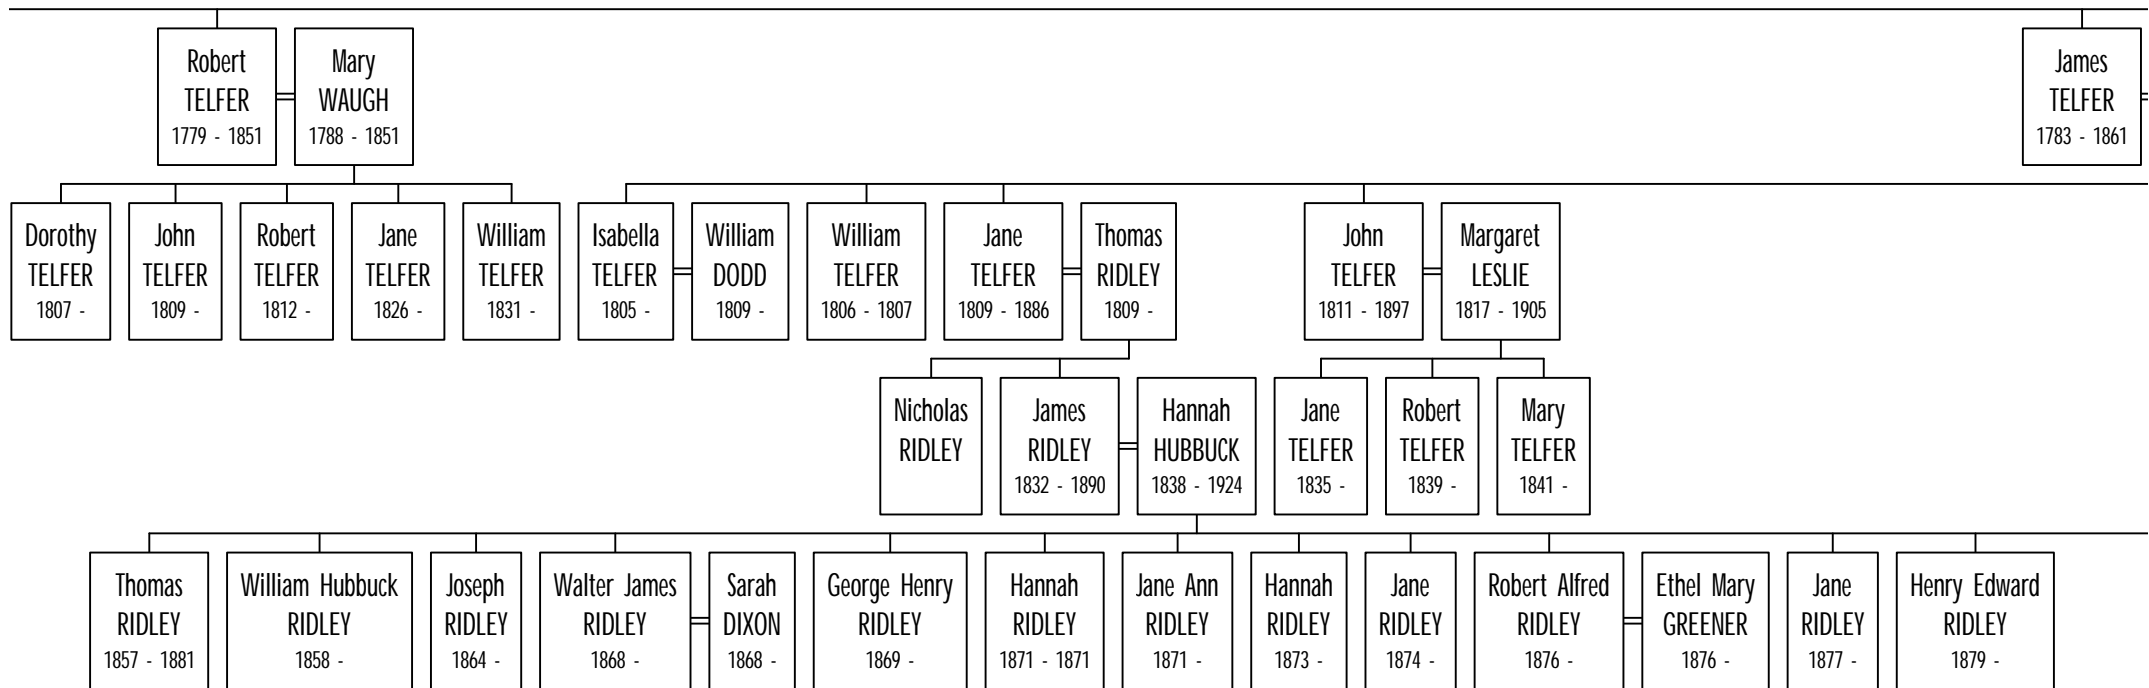 Robert
TELFER
1779 - 1851
Mary
WAUGH
1788 - 1851
James
TELFER
1783 - 1861
Dorothy
TELFER
1807 -
John
TELFER
1809 -
Robert
TELFER
1812 -
Jane
TELFER
1826 -
William
TELFER
1831 -
Isabella
TELFER
1805 -
William
DODD
1809 -
William
TELFER
1806 - 1807
Jane
TELFER
1809 - 1886
Thomas
RIDLEY
1809 -
John
TELFER
1811 - 1897
Margaret
LESLIE
1817 - 1905
Nicholas
RIDLEY
James
RIDLEY
1832 - 1890
Hannah
HUBBUCK
1838 - 1924
Jane
TELFER
1835 -
Robert
TELFER
1839 -
Mary
TELFER
1841 -
Thomas
RIDLEY
1857 - 1881
William Hubbuck
RIDLEY
1858 -
Joseph
RIDLEY
1864 -
Walter James
RIDLEY
1868 -
Sarah
DIXON
1868 -
George Henry
RIDLEY
1869 -
Hannah
RIDLEY
1871 - 1871
Jane Ann
RIDLEY
1871 -
Hannah
RIDLEY
1873 -
Jane
RIDLEY
1874 -
Robert Alfred
RIDLEY
1876 -
Ethel Mary
GREENER
1876 -
Jane
RIDLEY
1877 -
Henry Edward
RIDLEY
1879 -